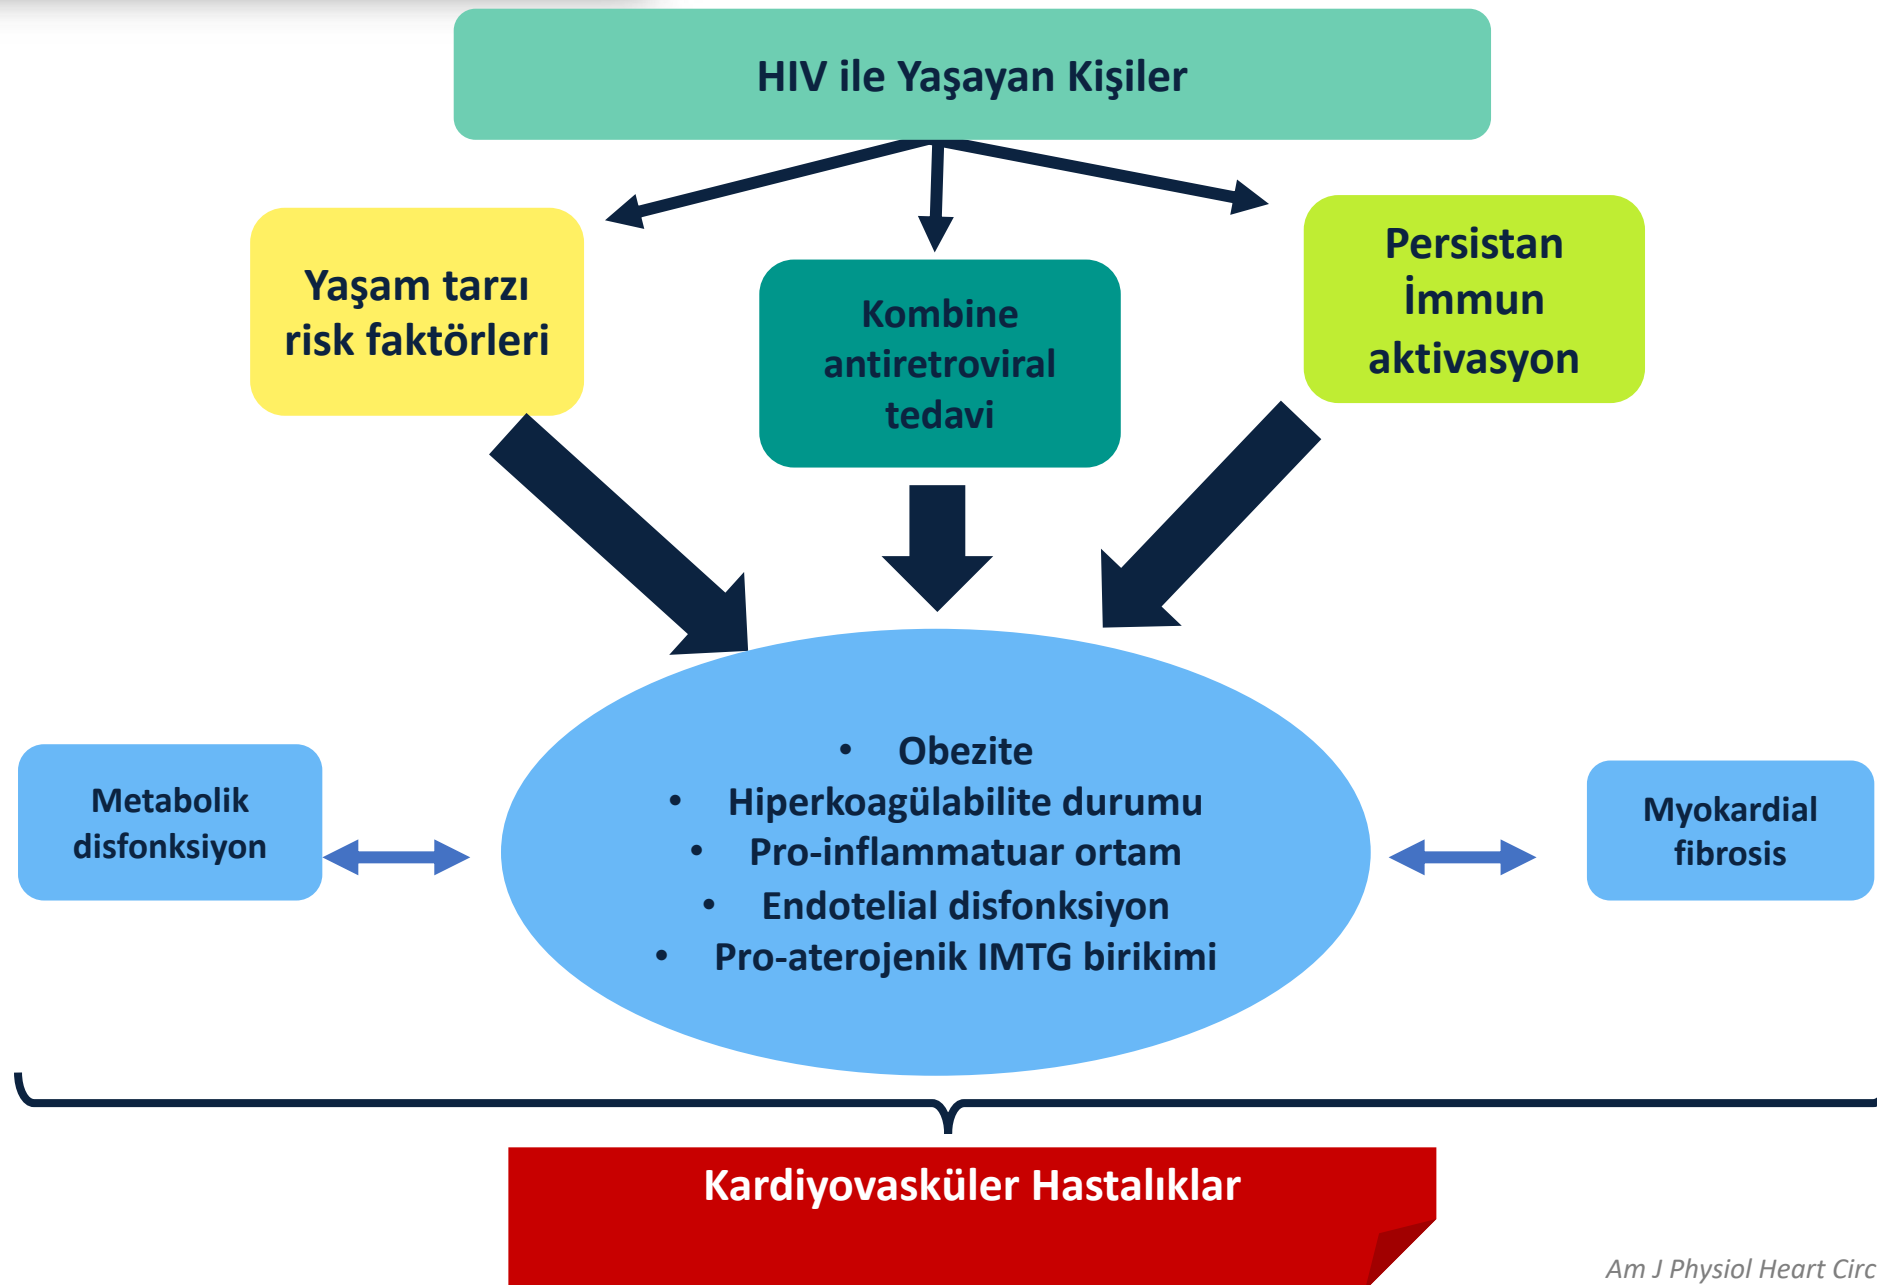 HIV ile Yaşayan Kişiler
Yaşam tarzı
risk faktörleri
Kombine
antiretroviral
tedavi
Persistan
İmmun
aktivasyon
Metabolik
disfonksiyon
• Obezite
• Hiperkoagülabilite durumu
• Pro-inflammatuar ortam
• Endotelial disfonksiyon
• Pro-aterojenik IMTG birikimi
Myokardial
fibrosis
Kardiyovasküler Hastalıklar
Am J Physiol Heart Circ